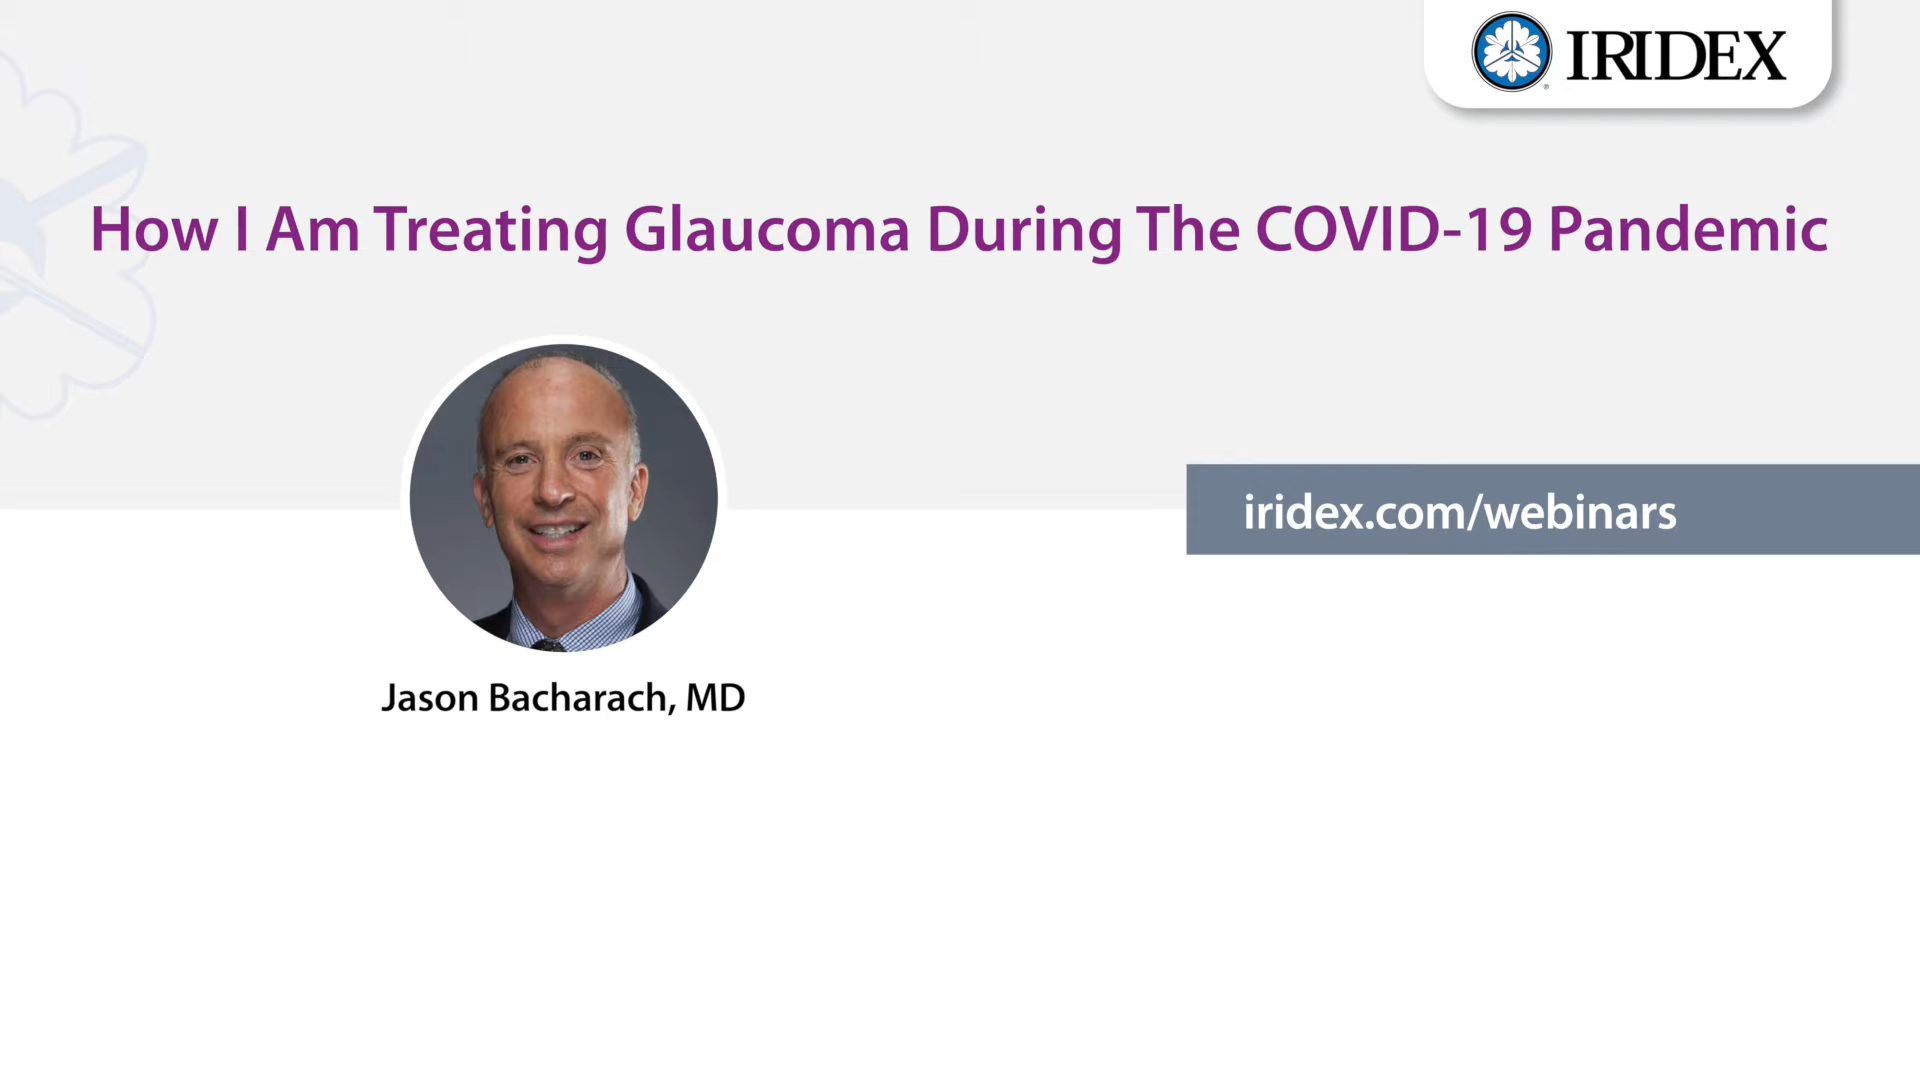 IRIDEX
How I Am Treating Glaucoma During The COVID-19 Pandemic
iridex.com/webinars
Jason Bacharach, MD